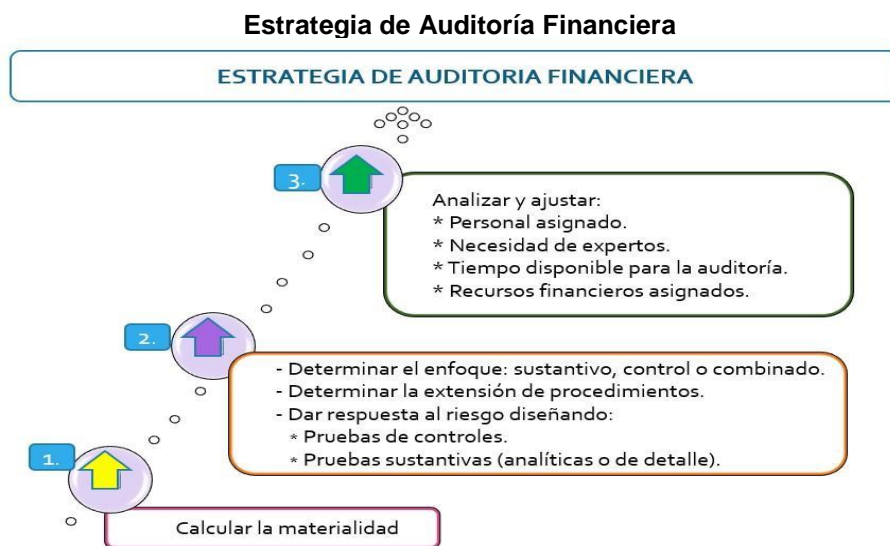 Estrategia de Auditoría Financiera
ESTRATEGIA DE AUDITORIA FINANCIERA
3.
Analizar y ajustar:
* Personal asignado.
* Necesidad de expertos.
* Tiempo disponible para la auditoría.
* Recursos financieros asignados.
2.
- Determinar el enfoque: sustantivo, control o combinado.
- Determinar la extensión de procedimientos.
- Dar respuesta al riesgo diseñando:
* Pruebas de controles.
* Pruebas sustantivas (analíticas o de detalle).
1.
Calcular la materialidad